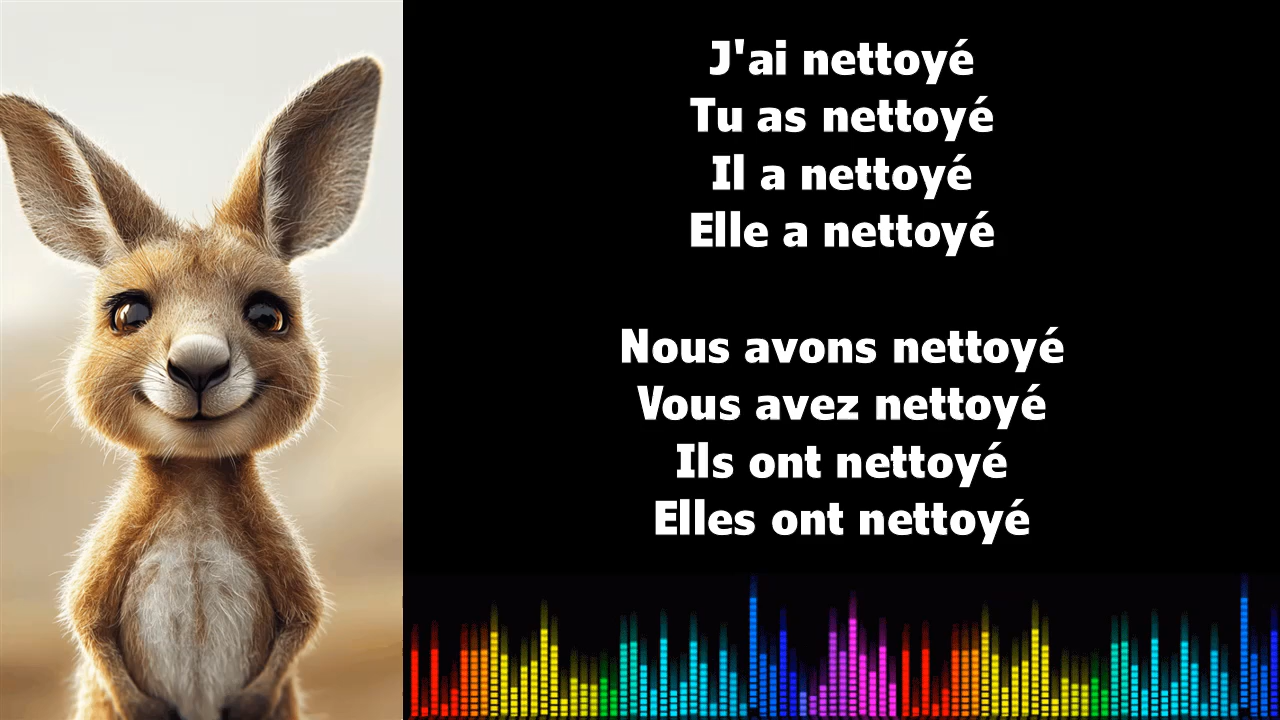 J'ai nettoyé
Tu as nettoyé
Il a nettoyé
Elle a nettoyé
Nous avons nettoyé
Vous avez nettoyé
Ils ont nettoyé
Elles ont nettoyé